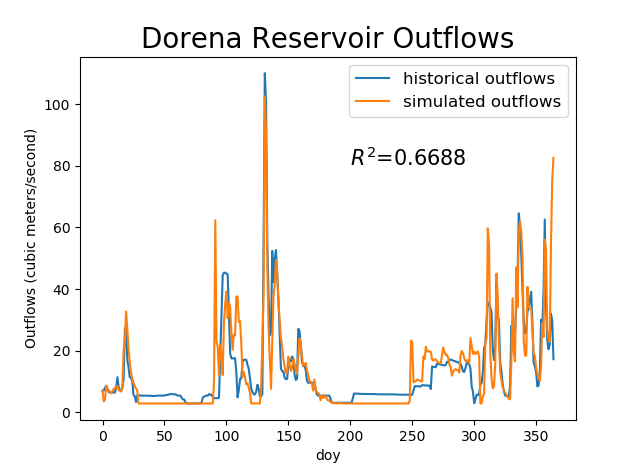 Dorena Reservoir Outflows
historical outflows
simulated outflows
R²=0.6688
Outflows (cubic meters/second)
100
80
60
40
20
0
0 50 100 150 200 250 300 350
doy